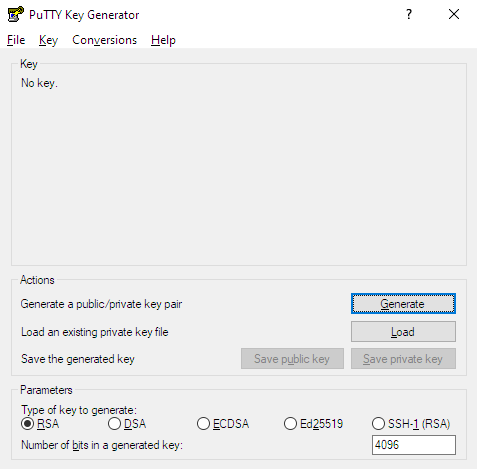 PuTTY Key Generator ? ×
File Key Conversions Help
Key
No key.
Actions
Generate a public/private key pair Generate
Load an existing private key file Load
Save the generated key Save public key Save private key
Parameters
Type of key to generate:
RSA DSA ECDSA Ed25519 SSH-1 (RSA)
Number of bits in a generated key: 4096